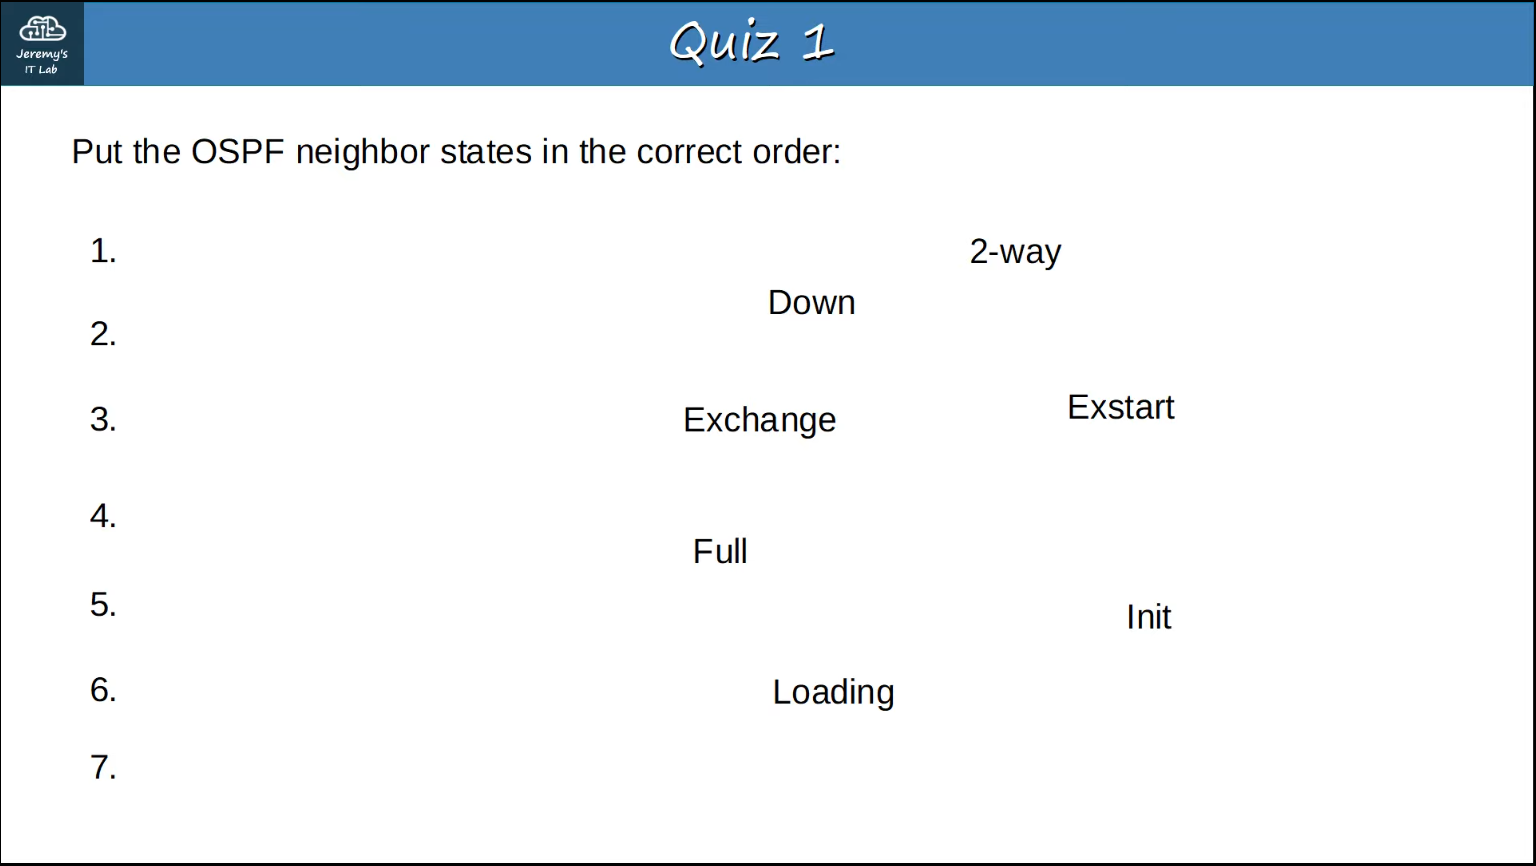 Jeremy's
IT Lab
Quiz 1
Put the OSPF neighbor states in the correct order:
1.
2-way
Down
2.
3.
Exchange
Exstart
4.
Full
5.
Init
6.
Loading
7.